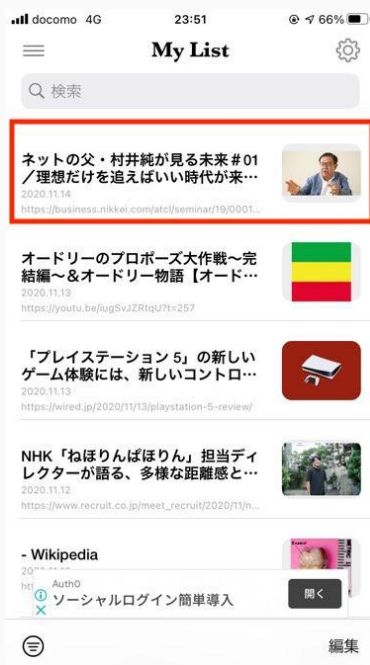 docomo 4G 23:51 66%
My List
検索
ネットの父・村井純が見る未来#01
／理想だけを追えばいい時代が来…
2020.11.14
https://business.nikkei.com/atcl/seminar/19/0001...
オードリーのプロポーズ大作戦〜完
結編〜＆オードリー物語【オード…
2020.11.13
https://youtu.be/iugSvJZRtqU?t=257
「プレイステーション 5」の新しい
ゲーム体験には、新しいコントロ…
2020.11.13
https://wired.jp/2020/11/13/playstation-5-review/
NHK「ねほりんぱほりん」担当ディ
レクターが語る、多様な距離感と…
2020.11.12
https://www.recruit.co.jp/meet_recruit/2020/11/n...
- Wikipedia
Auth0
ソーシャルログイン簡単導入
開く
編集